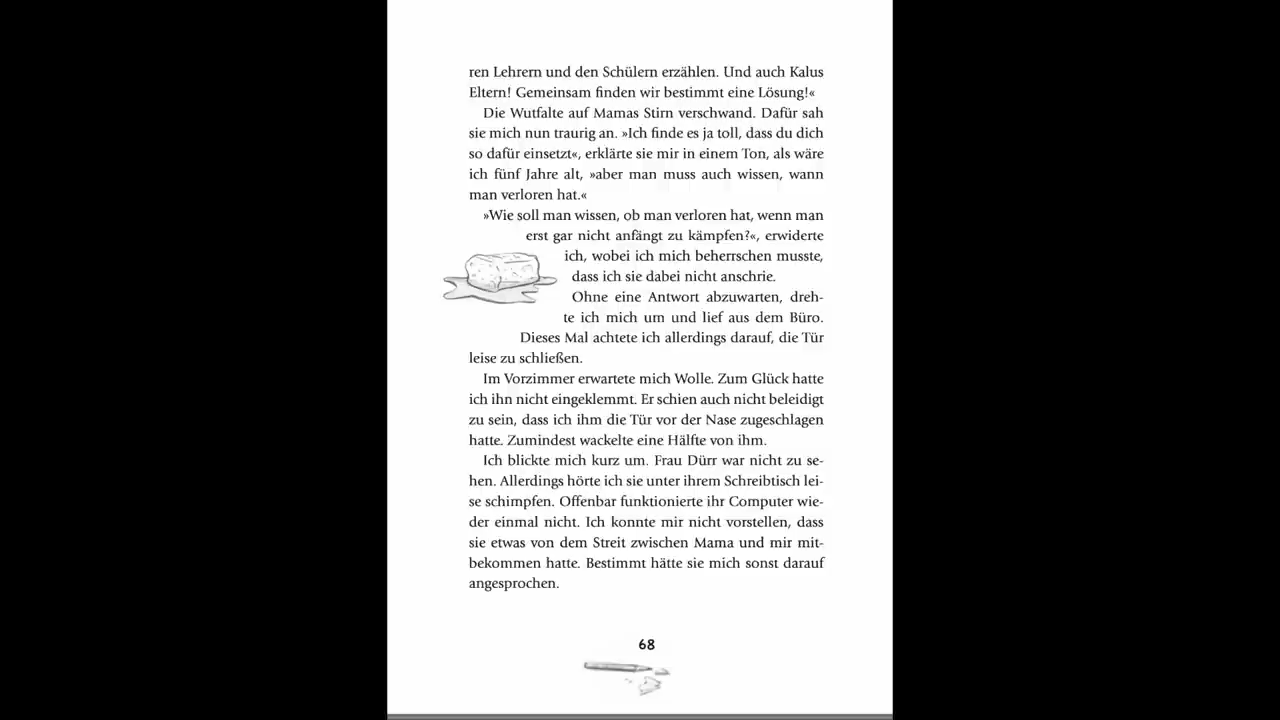 ren Lehrern und den Schülern erzählen. Und auch Kalus
Eltern! Gemeinsam finden wir bestimmt eine Lösung!«
Die Wutfalte auf Mamas Stirn verschwand. Dafür sah
sie mich nun traurig an. »Ich finde es ja toll, dass du dich
so dafür einsetzt«, erklärte sie mir in einem Ton, als wäre
ich fünf Jahre alt, »aber man muss auch wissen, wann
man verloren hat.«
»Wie soll man wissen, ob man verloren hat, wenn man
erst gar nicht anfängt zu kämpfen?«, erwiderte
ich, wobei ich mich beherrschen musste,
dass ich sie dabei nicht anschrie.
Ohne eine Antwort abzuwarten, dreh-
te ich mich um und lief aus dem Büro.
Dieses Mal achtete ich allerdings darauf, die Tür
leise zu schließen.
Im Vorzimmer erwartete mich Wolle. Zum Glück hatte
ich ihn nicht eingeklemmt. Er schien auch nicht beleidigt
zu sein, dass ich ihm die Tür vor der Nase zugeschlagen
hatte. Zumindest wackelte eine Hälfte von ihm.
Ich blickte mich kurz um. Frau Dürr war nicht zu se-
hen. Allerdings hörte ich sie unter ihrem Schreibtisch lei-
se schimpfen. Offenbar funktionierte ihr Computer wie-
der einmal nicht. Ich konnte mir nicht vorstellen, dass
sie etwas von dem Streit zwischen Mama und mir mit-
bekommen hatte. Bestimmt hätte sie mich sonst darauf
angesprochen.
68